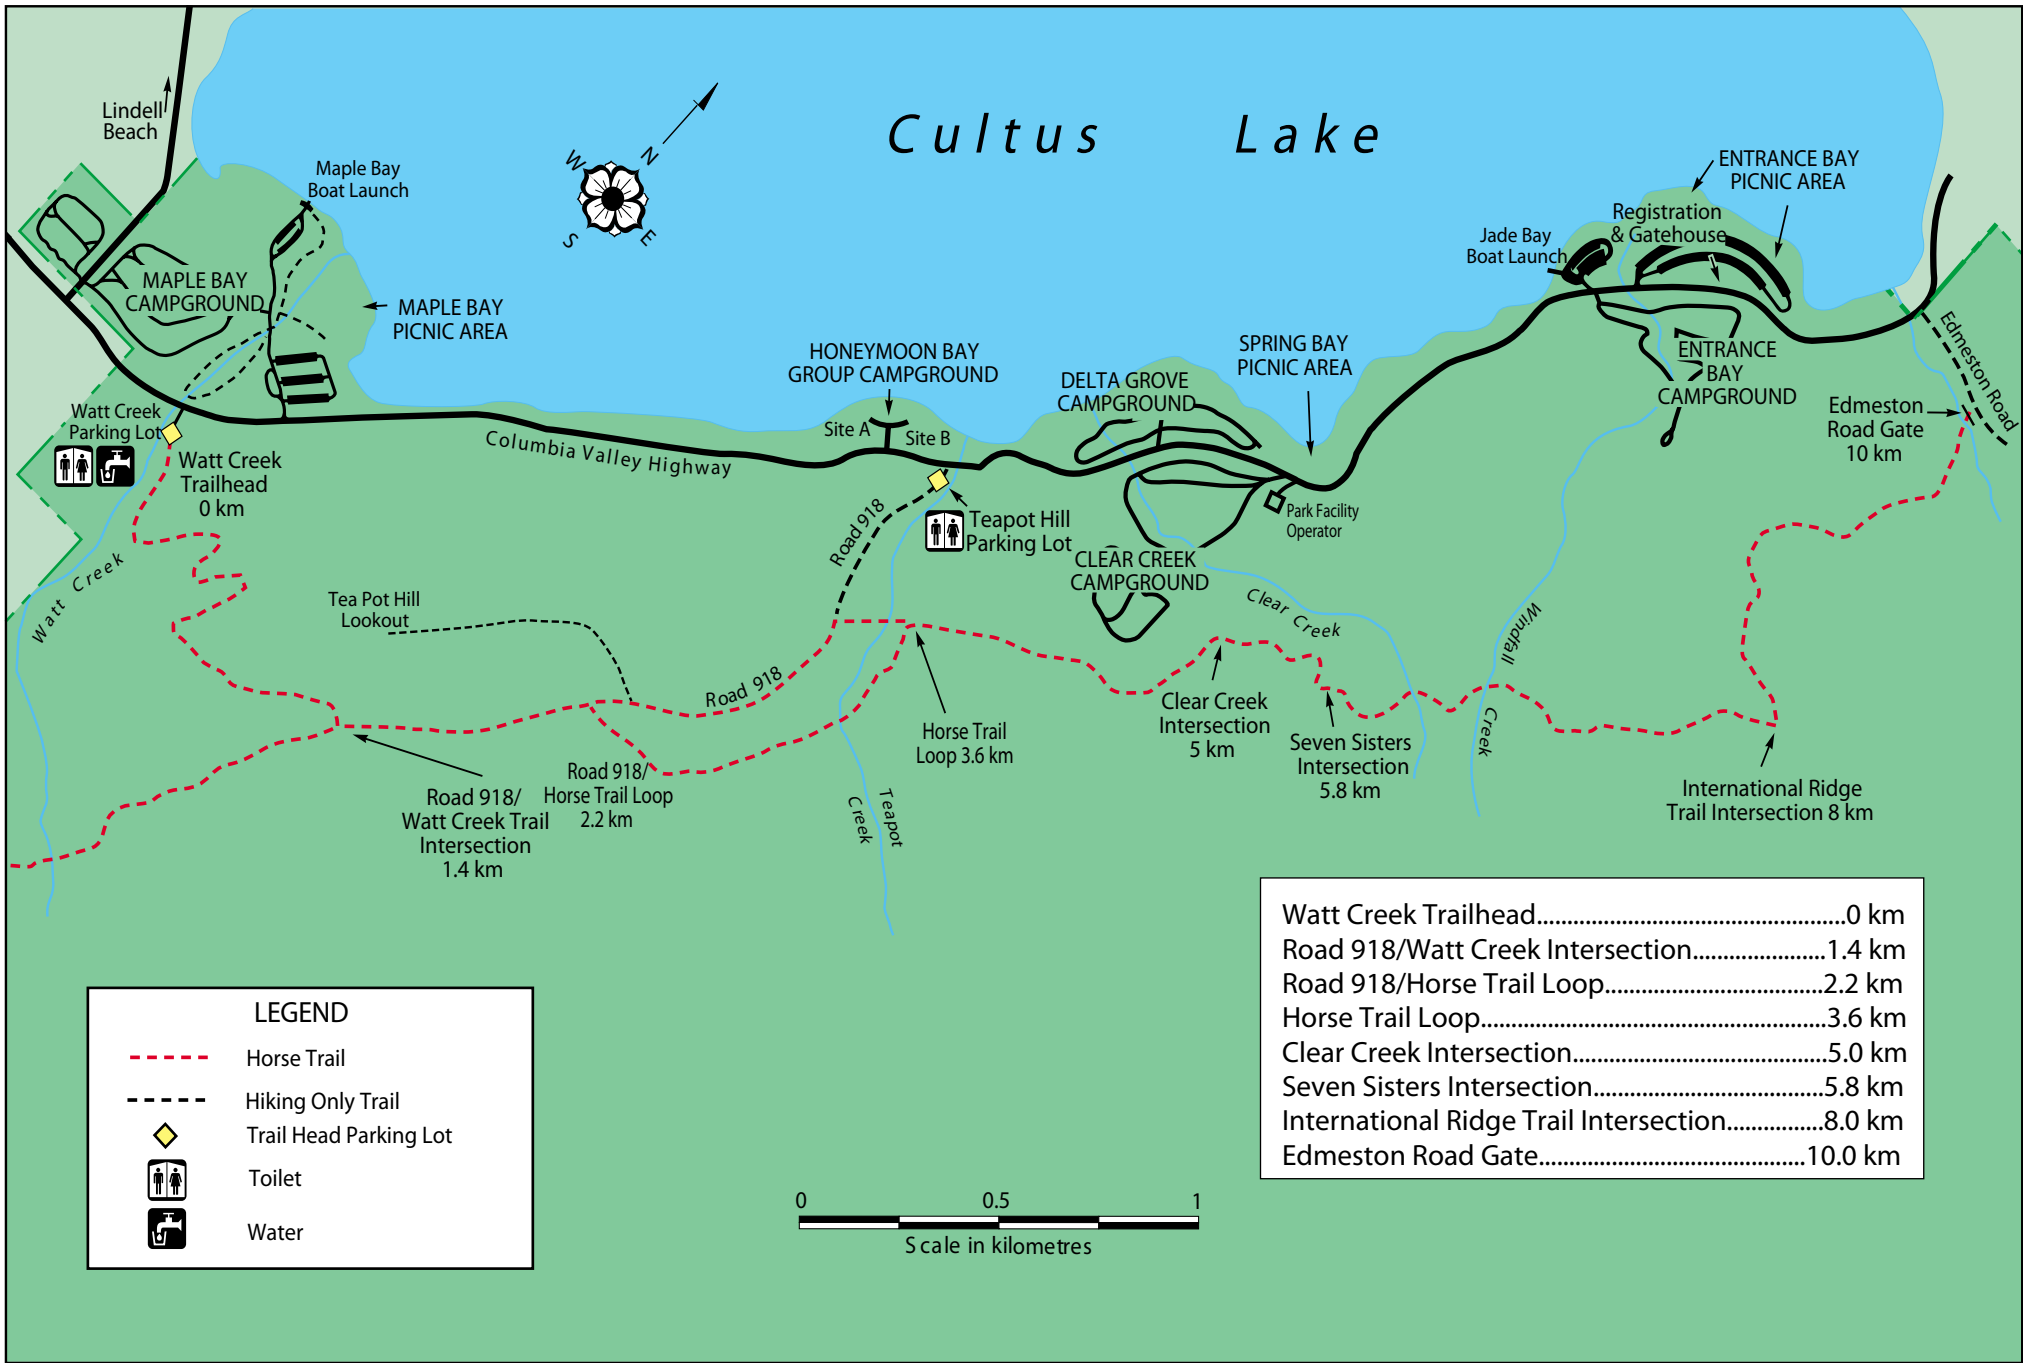 Cultus Lake
Lindell
Beach
Maple Bay
Boat Launch
W
N
S
E
ENTRANCE BAY
PICNIC AREA
Registration
& Gatehouse
Jade Bay
Boat Launch
MAPLE BAY
CAMPGROUND
MAPLE BAY
PICNIC AREA
HONEYMOON BAY
GROUP CAMPGROUND
Site A
Site B
DELTA GROVE
CAMPGROUND
SPRING BAY
PICNIC AREA
ENTRANCE
BAY
CAMPGROUND
Edmeston Road
Edmeston
Road Gate
10 km
Watt Creek
Parking Lot
Watt Creek
Trailhead
0 km
Columbia Valley Highway
Road 918
Teapot Hill
Parking Lot
Park Facility
Operator
CLEAR CREEK
CAMPGROUND
Watt Creek
Tea Pot Hill
Lookout
Clear Creek
Windfall
Creek
Road 918
Clear Creek
Intersection
5 km
Horse Trail
Loop 3.6 km
Seven Sisters
Intersection
5.8 km
International Ridge
Trail Intersection 8 km
Road 918/
Watt Creek Trail
Intersection
1.4 km
Road 918/
Horse Trail Loop
2.2 km
Teapot
Creek
Watt Creek Trailhead...................................................0 km
Road 918/Watt Creek Intersection......................1.4 km
Road 918/Horse Trail Loop....................................2.2 km
Horse Trail Loop.........................................................3.6 km
Clear Creek Intersection..........................................5.0 km
Seven Sisters Intersection......................................5.8 km
International Ridge Trail Intersection................8.0 km
Edmeston Road Gate............................................10.0 km
LEGEND
Horse Trail
Hiking Only Trail
Trail Head Parking Lot
Toilet
Water
0 0.5 1
Scale in kilometres